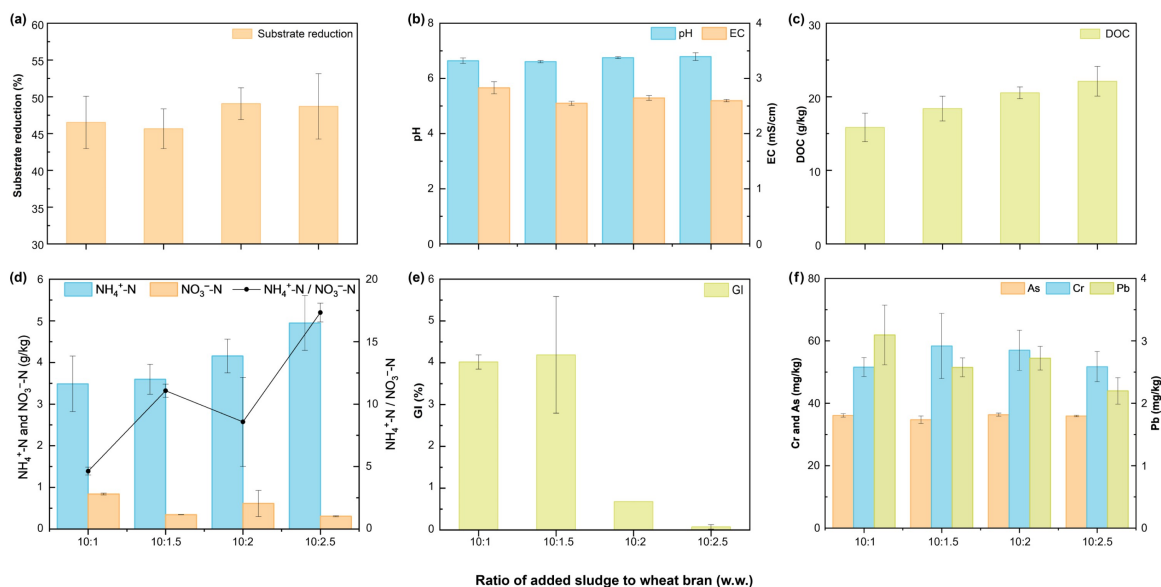 (a)
Substrate reduction
Substrate reduction (%)
60
55
50
45
40
35
30
(b)
pH
EC
pH
8
6
4
2
0
EC (mS/cm)
4
3
2
1
0
(c)
DOC
DOC (g/kg)
30
20
10
0
(d)
NH₄⁺-N
NO₃⁻-N
NH₄⁺-N / NO₃⁻-N
NH₄⁺-N and NO₃⁻-N (g/kg)
6
5
4
3
2
1
0
NH₄⁺-N / NO₃⁻-N
20
15
10
5
0
10:1
10:1.5
10:2
10:2.5
(e)
GI
GI (%)
6
5
4
3
2
1
0
10:1
10:1.5
10:2
10:2.5
(f)
As
Cr
Pb
Cr and As (mg/kg)
80
60
40
20
0
Pb (mg/kg)
4
3
2
1
0
10:1
10:1.5
10:2
10:2.5
Ratio of added sludge to wheat bran (w.w.)